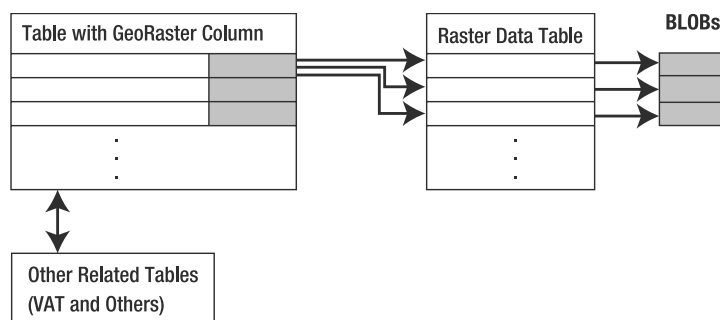 Table with GeoRaster Column
Raster Data Table
BLOBs
Other Related Tables
(VAT and Others)